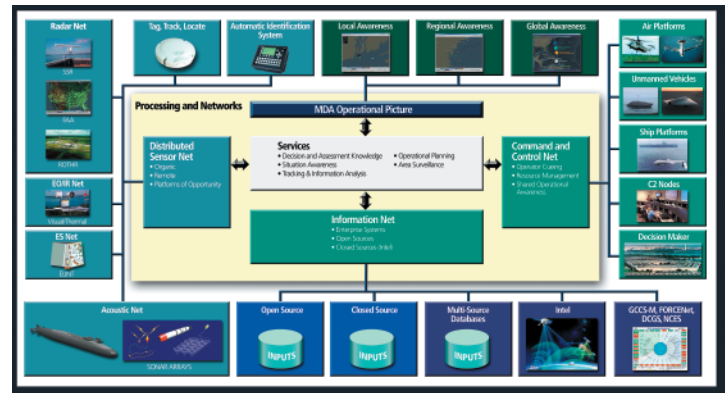 Radar Net
SSR
PAA
ROTHR
EO/IR Net
Visual/Thermal
ES Net
ELINT
Acoustic Net
SONAR ARRAYS
Tag, Track, Locate
Automatic Identification
System
Local Awareness
Regional Awareness
Global Awareness
Processing and Networks
MDA Operational Picture
Distributed
Sensor Net
• Organic
• Remote
• Platforms of Opportunity
Services
• Decision and Assessment Knowledge
• Situation Awareness
• Tracking & Information Analysis
• Operational Planning
• Area Surveillance
Command and
Control Net
• Operator Cueing
• Resource Management
• Shared Operational
Awareness
Information Net
• Enterprise Systems
• Open Sources
• Closed Sources (Intel)
Air Platforms
Unmanned Vehicles
Ship Platforms
C2 Nodes
Decision Maker
Open Source
INPUTS
Closed Source
INPUTS
Multi-Source
Databases
INPUTS
Intel
GCCS-M, FORCENet,
DCGS, NCES